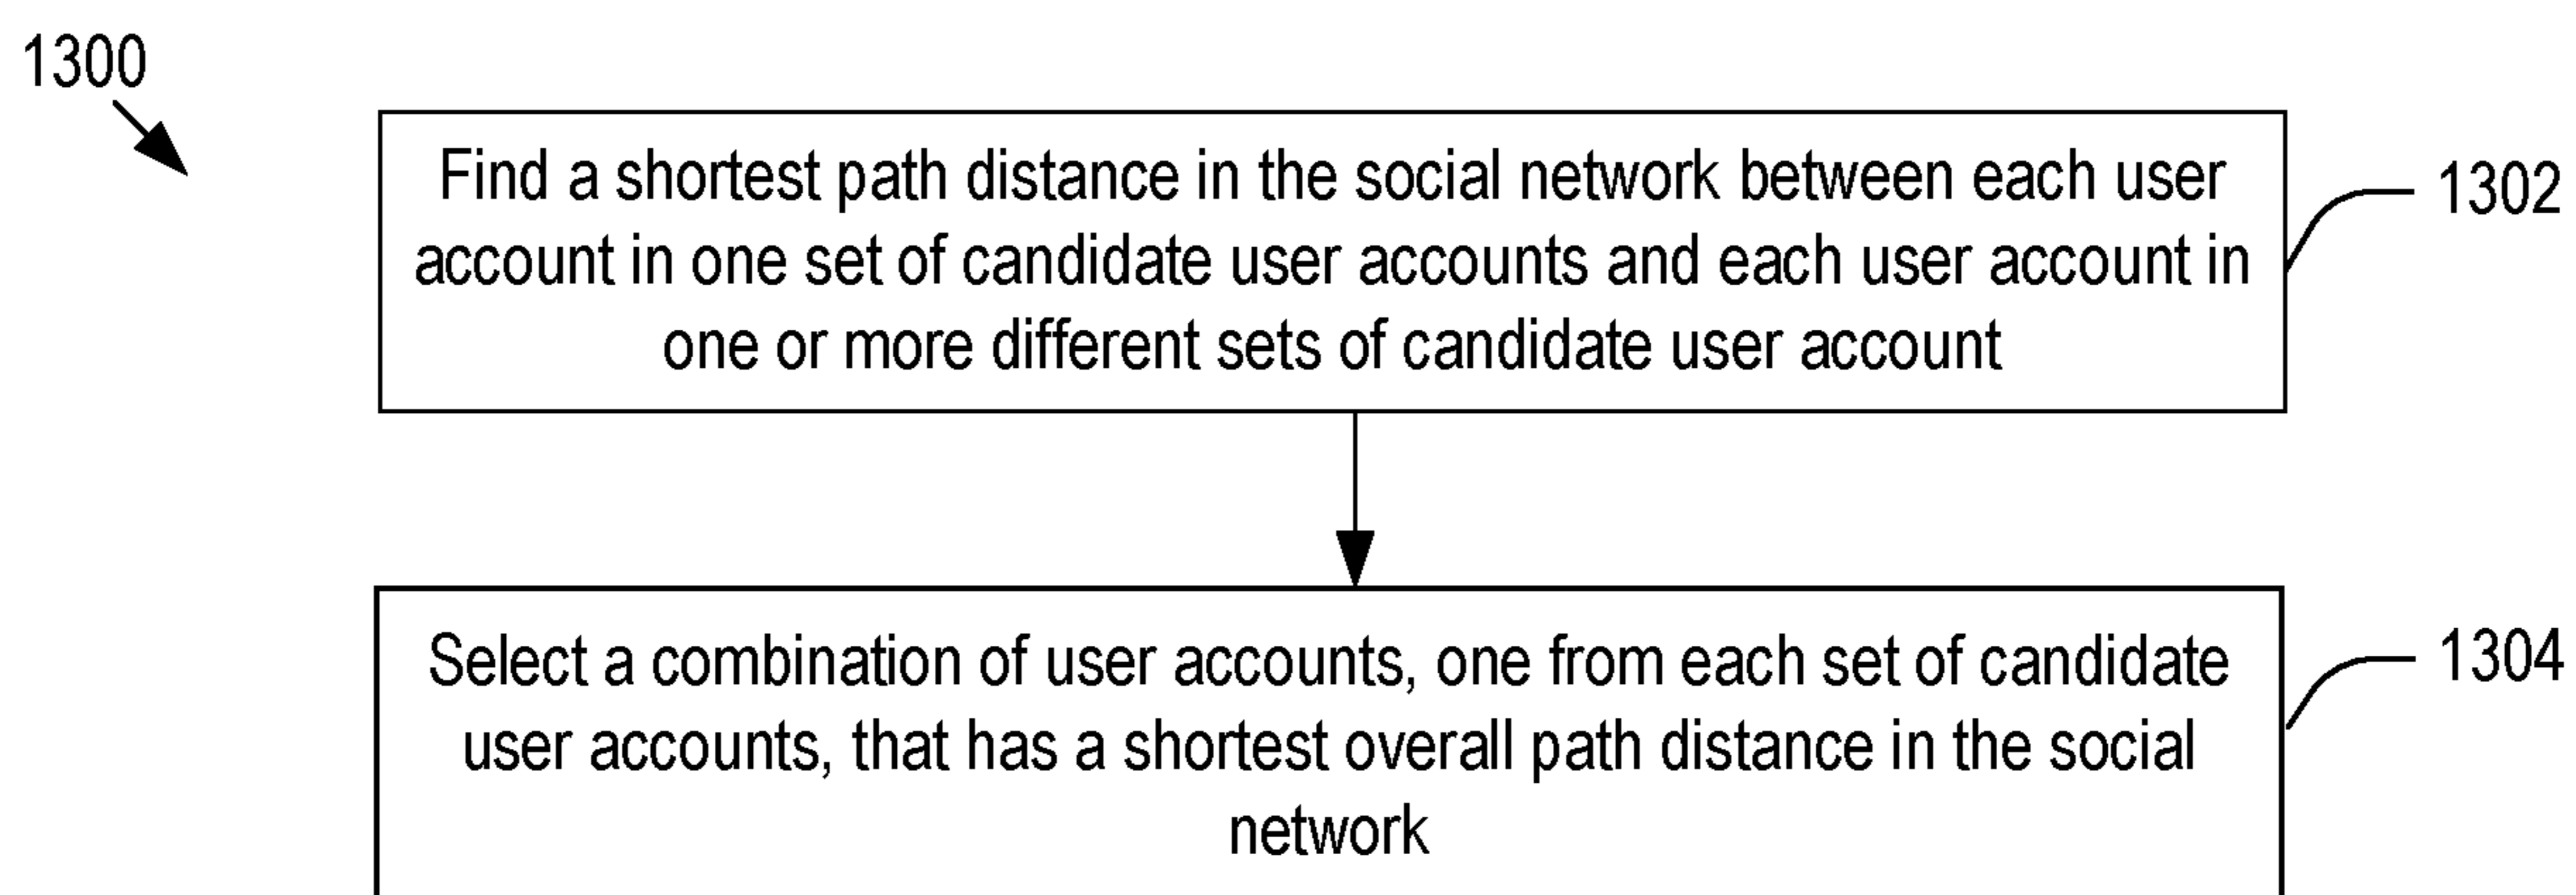 1300
Find a shortest path distance in the social network between each user
account in one set of candidate user accounts and each user account in
one or more different sets of candidate user account
1302
Select a combination of user accounts, one from each set of candidate
user accounts, that has a shortest overall path distance in the social
network
1304